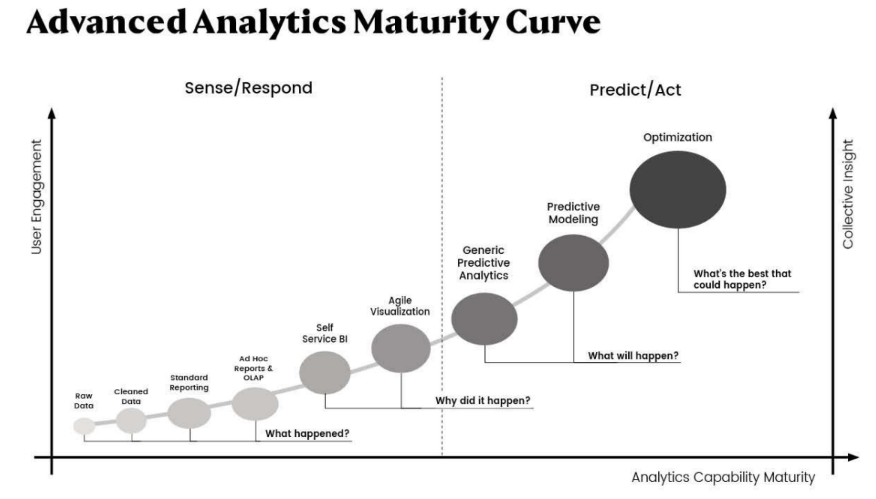 Advanced Analytics Maturity Curve
Sense/Respond
Predict/Act
User Engagement
Collective Insight
Optimization
Predictive
Modeling
Generic
Predictive
Analytics
What's the best that
could happen?
Agile
Visualization
Self
Service BI
What will happen?
Ad Hoc
Reports &
OLAP
Standard
Reporting
Cleaned
Data
Raw
Data
Why did it happen?
What happened?
Analytics Capability Maturity